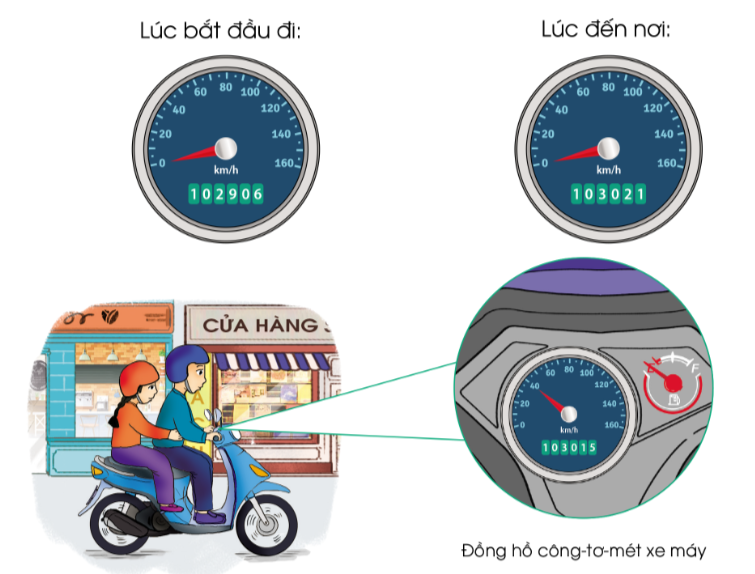 Lúc bắt đầu đi:
Lúc đến nơi:
0 20 40 60 80 100 120 140 160
km/h
102906
0 20 40 60 80 100 120 140 160
km/h
103021
CỬA HÀNG
0 20 40 60 80 100 120 140 160
km/h
103015
Đồng hồ công-tơ-mét xe máy